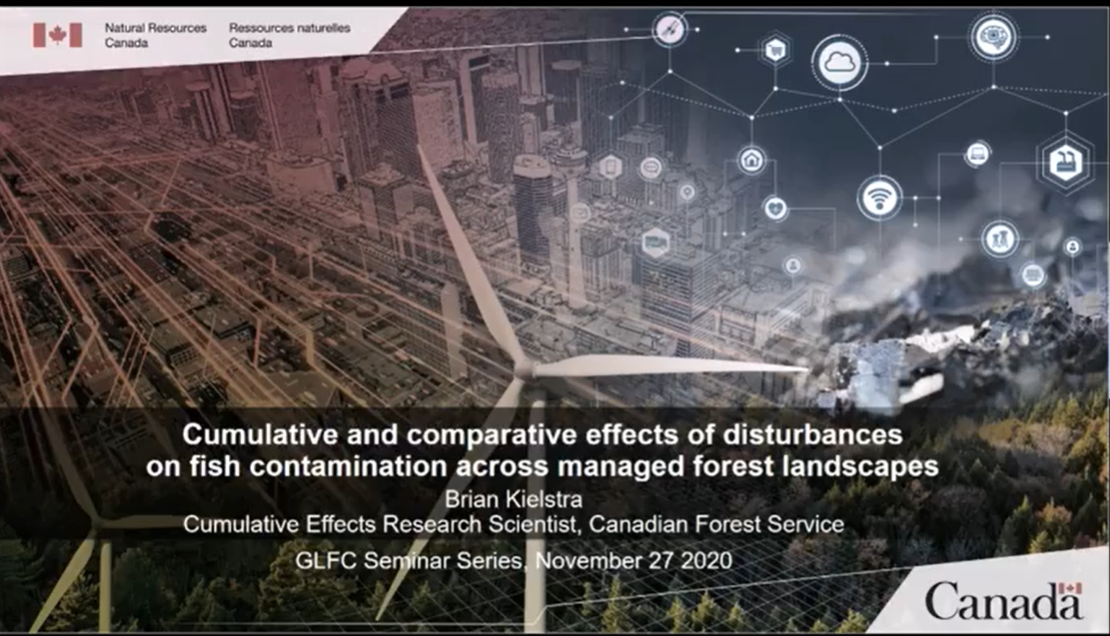 Natural Resources
Canada
Ressources naturelles
Canada
Cumulative and comparative effects of disturbances
on fish contamination across managed forest landscapes
Brian Kielstra
Cumulative Effects Research Scientist, Canadian Forest Service
GLFC Seminar Series, November 27 2020
Canada